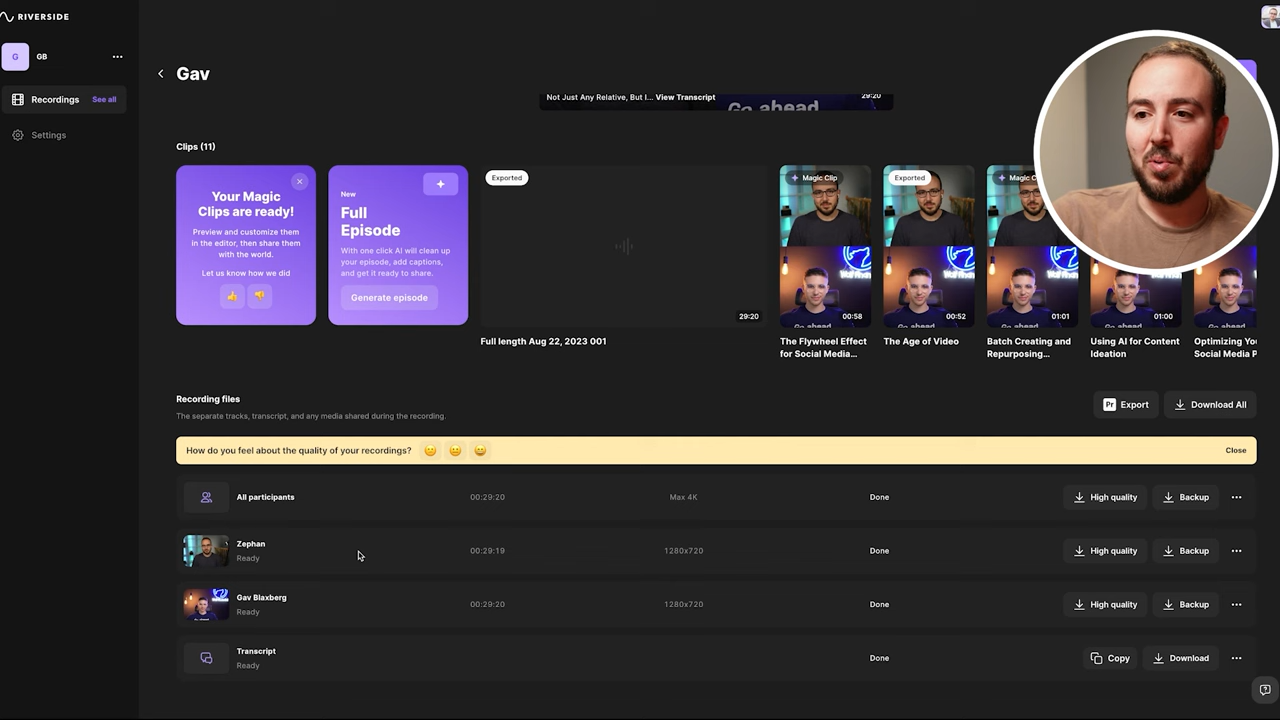 RIVERSIDE
G
GB
Recordings
See all
Settings
Gav
Not Just Any Relative, But I... View Transcript
29:20
Go ahead
Clips (11)
Your Magic
Clips are ready!
Preview and customize them
in the editor, then share them
with the world.
Let us know how we did
New
Full
Episode
With one click AI will clean up
your episode, add captions,
and get it ready to share.
Generate episode
Exported
29:20
Full length Aug 22, 2023 001
Magic Clip
00:58
The Flywheel Effect
for Social Media...
Exported
00:52
The Age of Video
Magic C
01:01
Batch Creating and
Repurposing...
01:00
Using AI for Content
Ideation
Optimizing You
Social Media P
Recording files
The separate tracks, transcript, and any media shared during the recording.
Pr Export
Download All
How do you feel about the quality of your recordings?
Close
All participants
00:29:20
Max 4K
Done
High quality
Backup
Zephan
Ready
00:29:19
1280x720
Done
High quality
Backup
Gav Blaxberg
Ready
00:29:20
1280x720
Done
High quality
Backup
Transcript
Ready
Done
Copy
Download